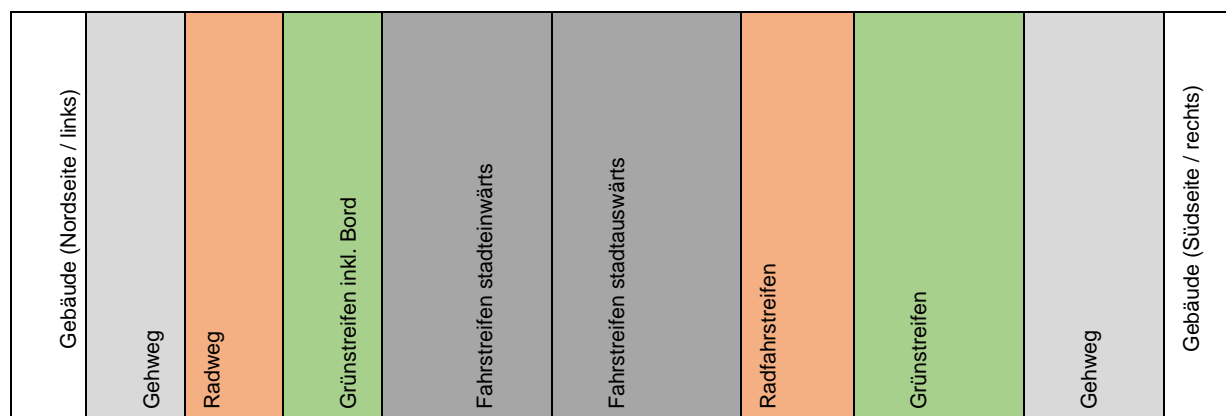 Gebäude (Nordseite / links)
Gehweg
Radweg
Grünstreifen inkl. Bord
Fahrstreifen stadteinwärts
Fahrstreifen stadtauswärts
Radfahrstreifen
Grünstreifen
Gehweg
Gebäude (Südseite / rechts)